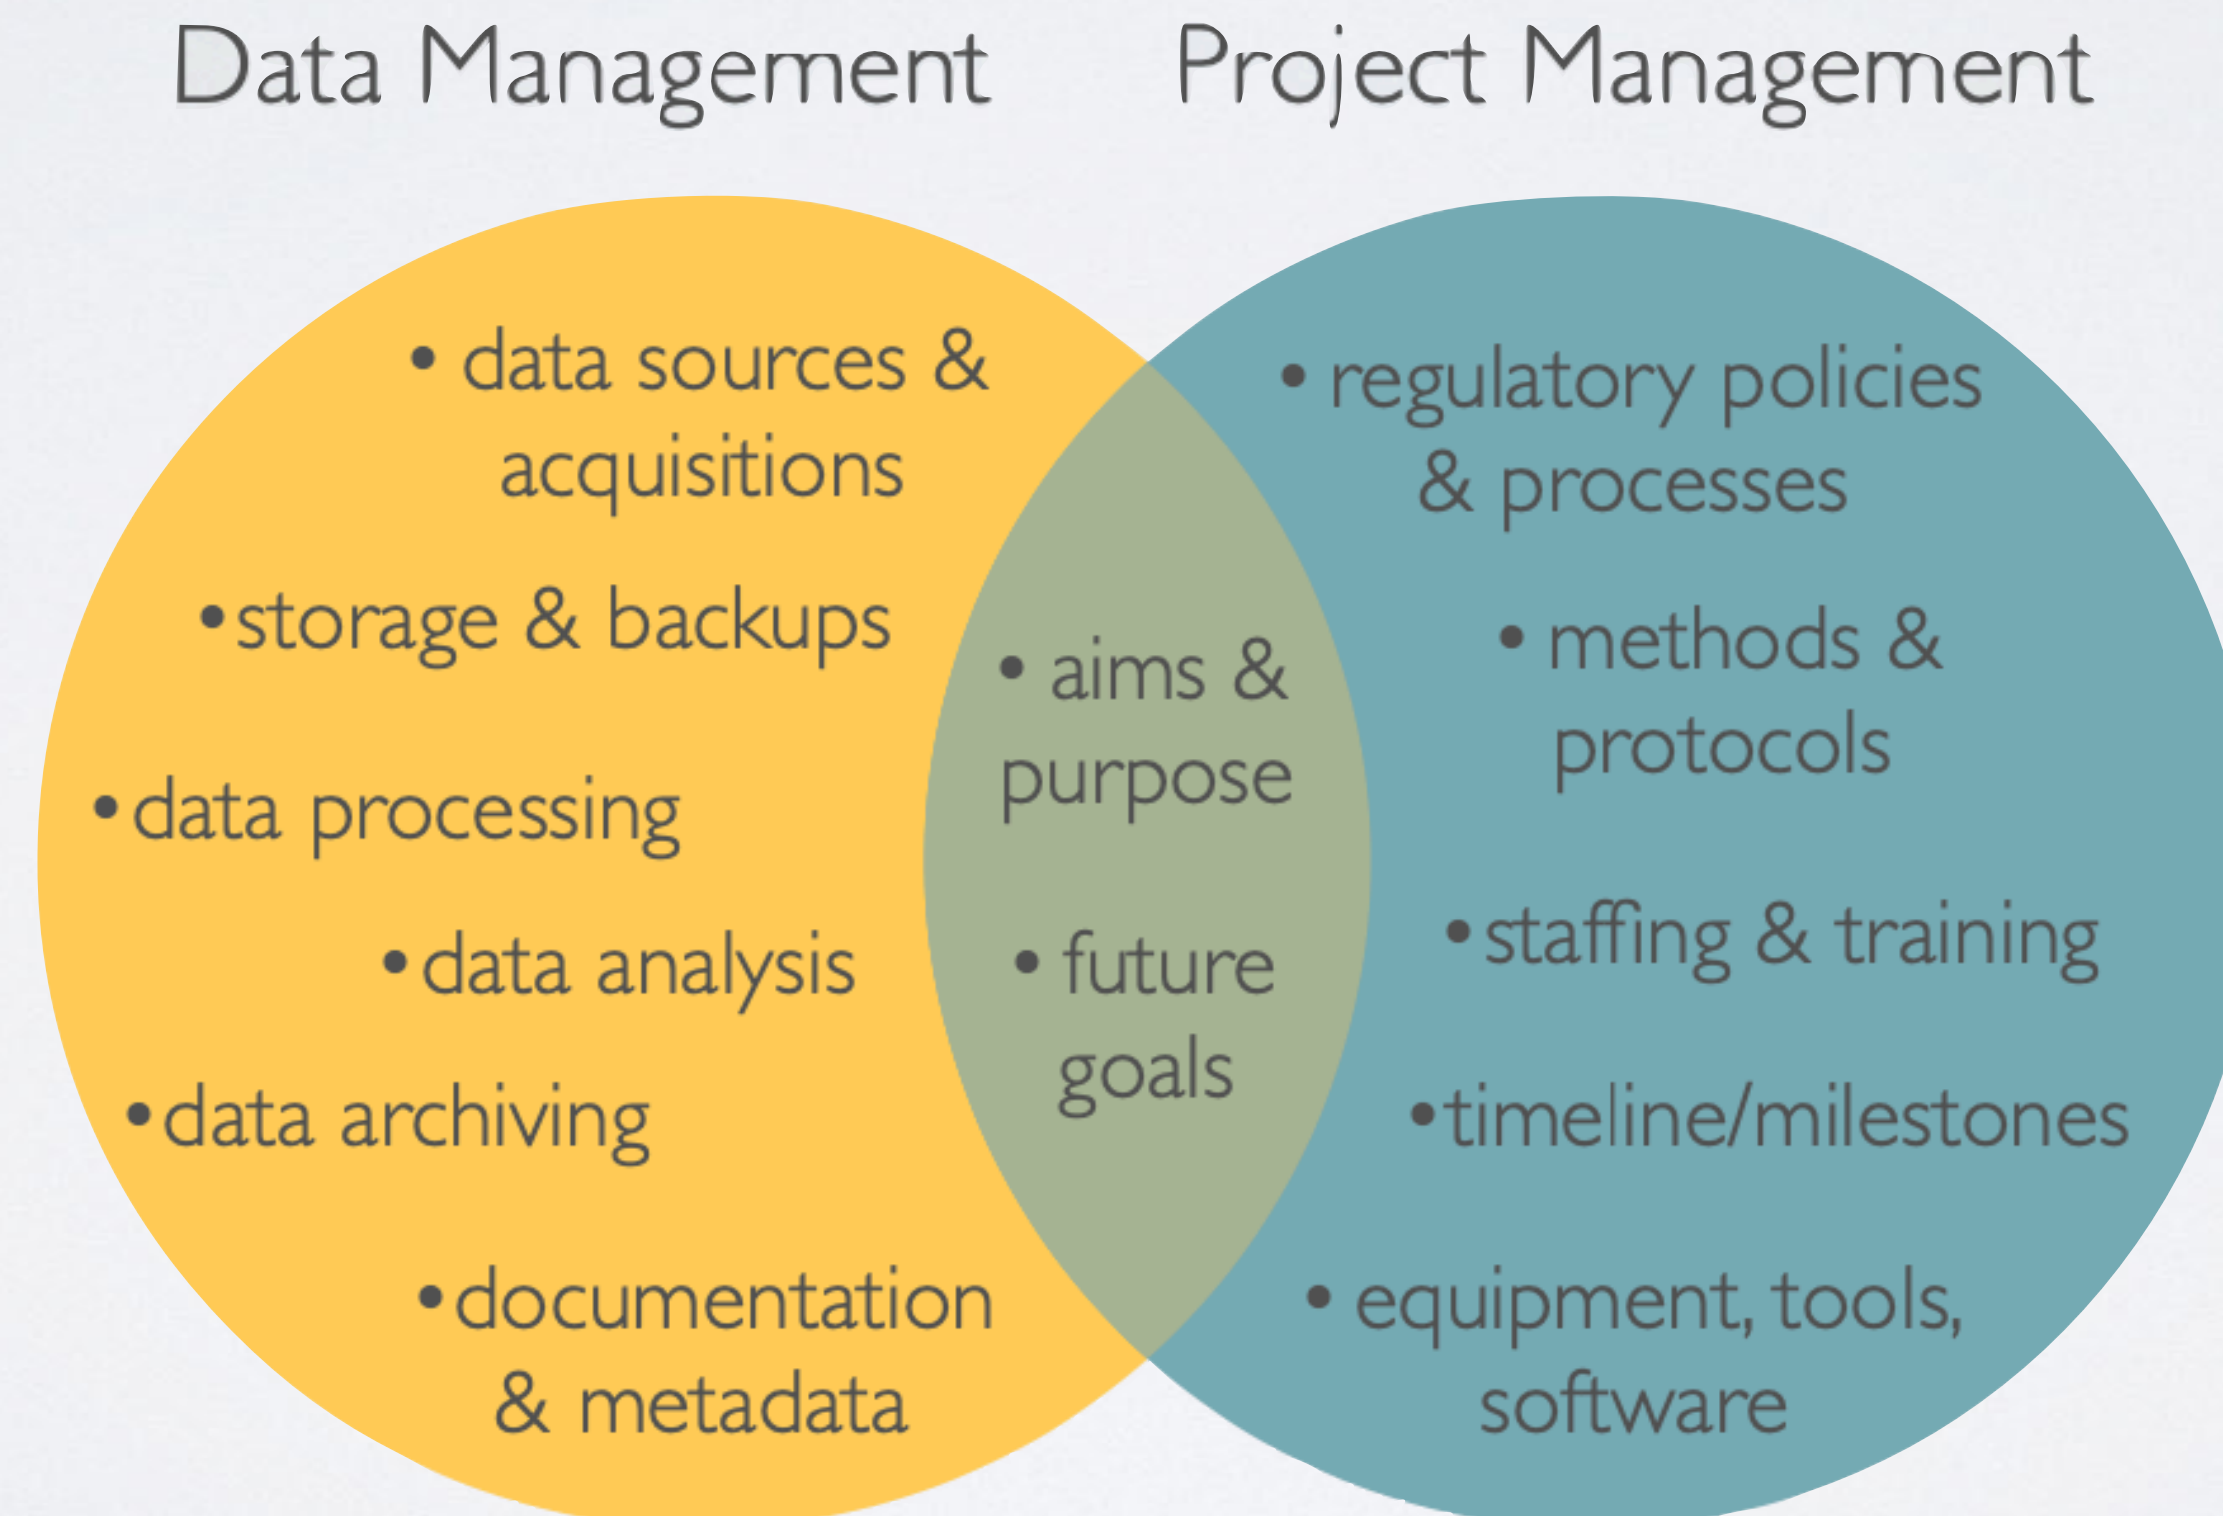 Data Management
Project Management
• data sources &
acquisitions
• storage & backups
• data processing
• data analysis
• data archiving
• documentation
& metadata
• aims &
purpose
• future
goals
• regulatory policies
& processes
• methods &
protocols
• staffing & training
• timeline/milestones
• equipment, tools,
software